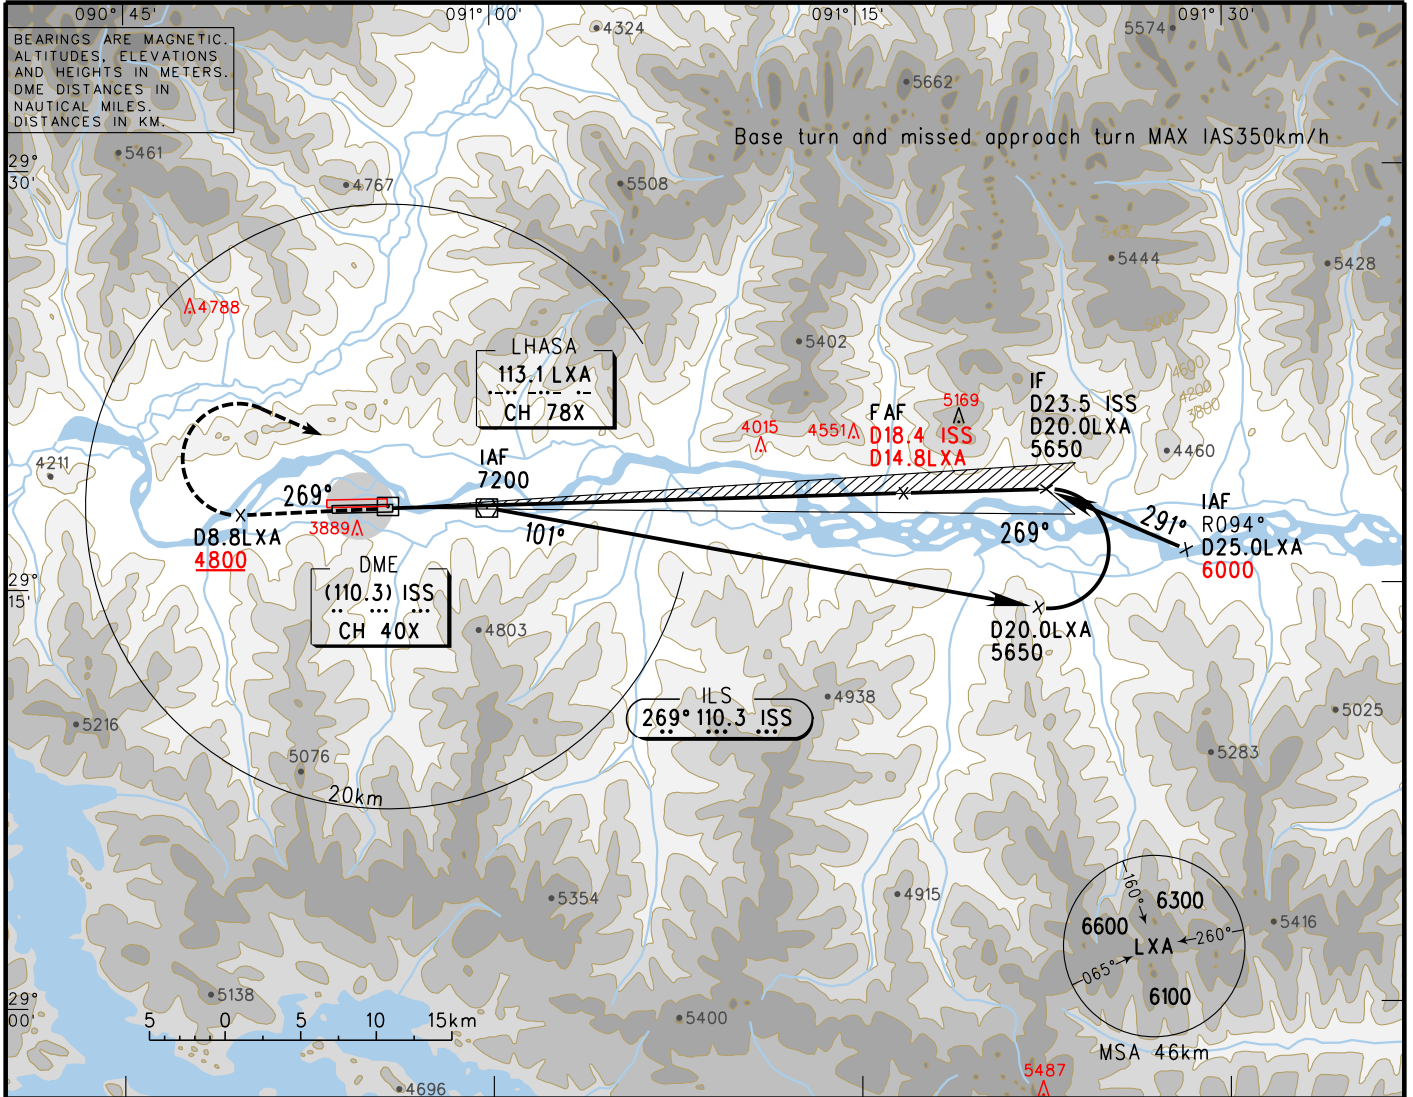 090° 45'
091° 00'
091° 15'
091° 30'
BEARINGS ARE MAGNETIC.
ALTITUDES, ELEVATIONS
AND HEIGHTS IN METERS.
DME DISTANCES IN
NAUTICAL MILES.
DISTANCES IN KM.
4324
5574
5662
Base turn and missed approach turn MAX IAS350km/h
5461
29°
30'
4767
5508
5444
5428
4788
5000
5402
LHASA
113.1 LXA
CH 78X
4600
4200
3800
IF
D23.5 ISS
D20.0LXA
5650
5169
FAF
D18.4 ISS
D14.8LXA
4015
4551
4460
4211
IAF
7200
269°
3889
D8.8LXA
4800
101°
269°
291°
IAF
R094°
D25.0LXA
6000
DME
(110.3) ISS
CH 40X
29°
15'
4803
D20.0LXA
5650
ILS
269° 110.3 ISS
4938
5216
5025
5283
5076
20km
5354
4915
5416
160°
6300
6600
LXA
260°
065°
6100
MSA 46km
29°
00'
5138
5 0 5 10 15km
5400
5487
4696